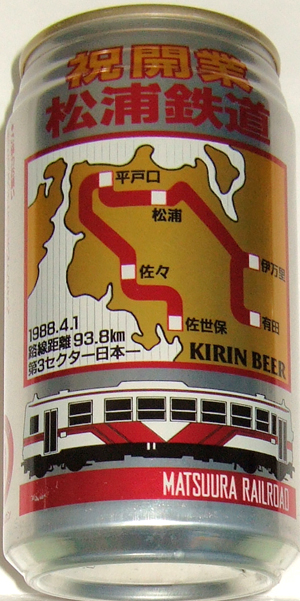 祝開業
松浦鉄道
平戸口
松浦
伊万里
佐々
有田
佐世保
1988.4.1
路線距離93.8km
第3セクター日本一
KIRIN BEER
MATSUURA RAILROAD